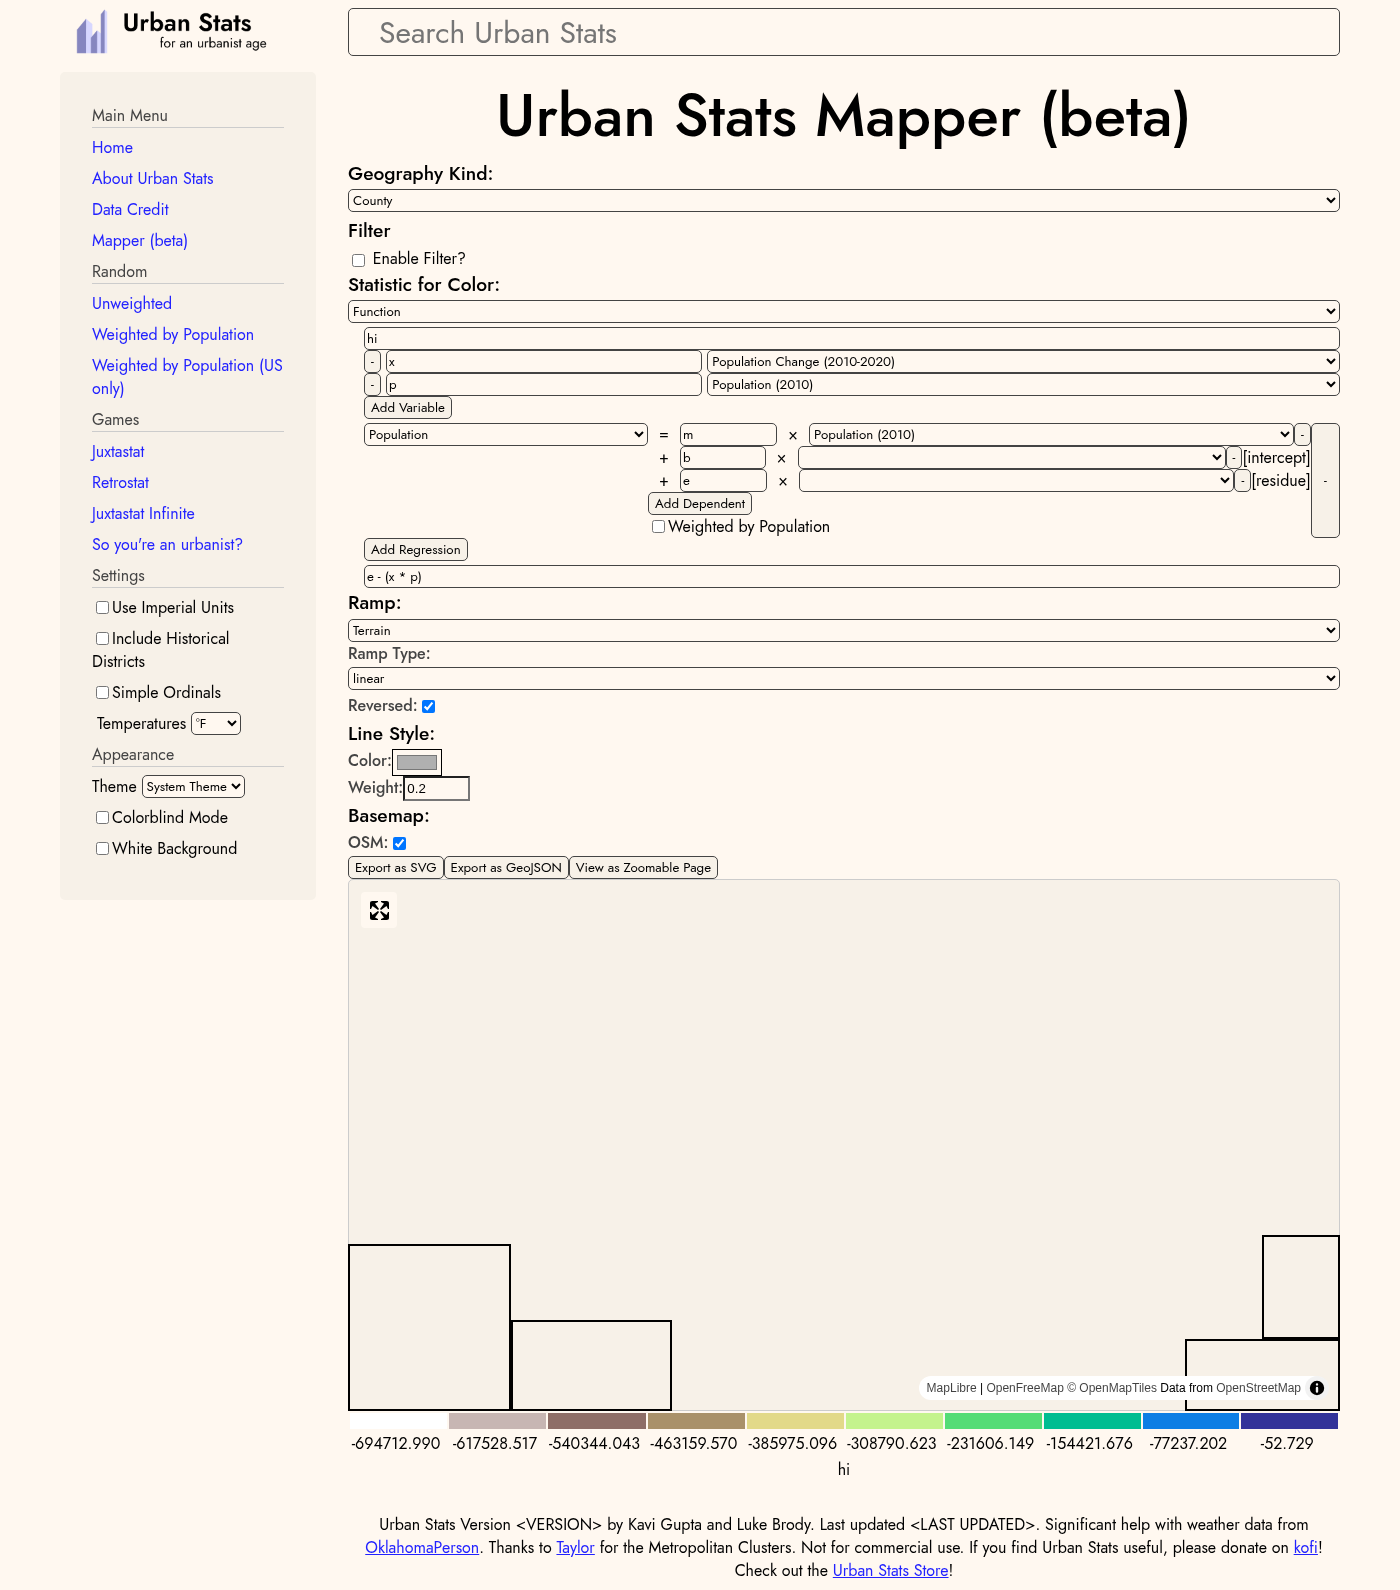 Urban Stats
for an urbanist age
Search Urban Stats
Main Menu
Home
About Urban Stats
Data Credit
Mapper (beta)
Random
Unweighted
Weighted by Population
Weighted by Population (US
only)
Games
Juxtastat
Retrostat
Juxtastat Infinite
So you're an urbanist?
Settings
Use Imperial Units
Include Historical
Districts
Simple Ordinals
Temperatures °F
Appearance
Theme System Theme
Colorblind Mode
White Background
Urban Stats Mapper (beta)
Geography Kind:
County
Filter
Enable Filter?
Statistic for Color:
Function
hi
- x Population Change (2010-2020)
- p Population (2010)
Add Variable
Population = m × Population (2010) -
+ b × - [intercept]
+ e × - [residue] -
Add Dependent
Weighted by Population
Add Regression
e - (x * p)
Ramp:
Terrain
Ramp Type:
linear
Reversed:
Line Style:
Color:
Weight: 0.2
Basemap:
OSM:
Export as SVG Export as GeoJSON View as Zoomable Page
MapLibre | OpenFreeMap © OpenMapTiles Data from OpenStreetMap
-694712.990 -617528.517 -540344.043 -463159.570 -385975.096 -308790.623 -231606.149 -154421.676 -77237.202 -52.729
hi
Urban Stats Version <VERSION> by Kavi Gupta and Luke Brody. Last updated <LAST UPDATED>. Significant help with weather data from
OklahomaPerson. Thanks to Taylor for the Metropolitan Clusters. Not for commercial use. If you find Urban Stats useful, please donate on kofi!
Check out the Urban Stats Store!